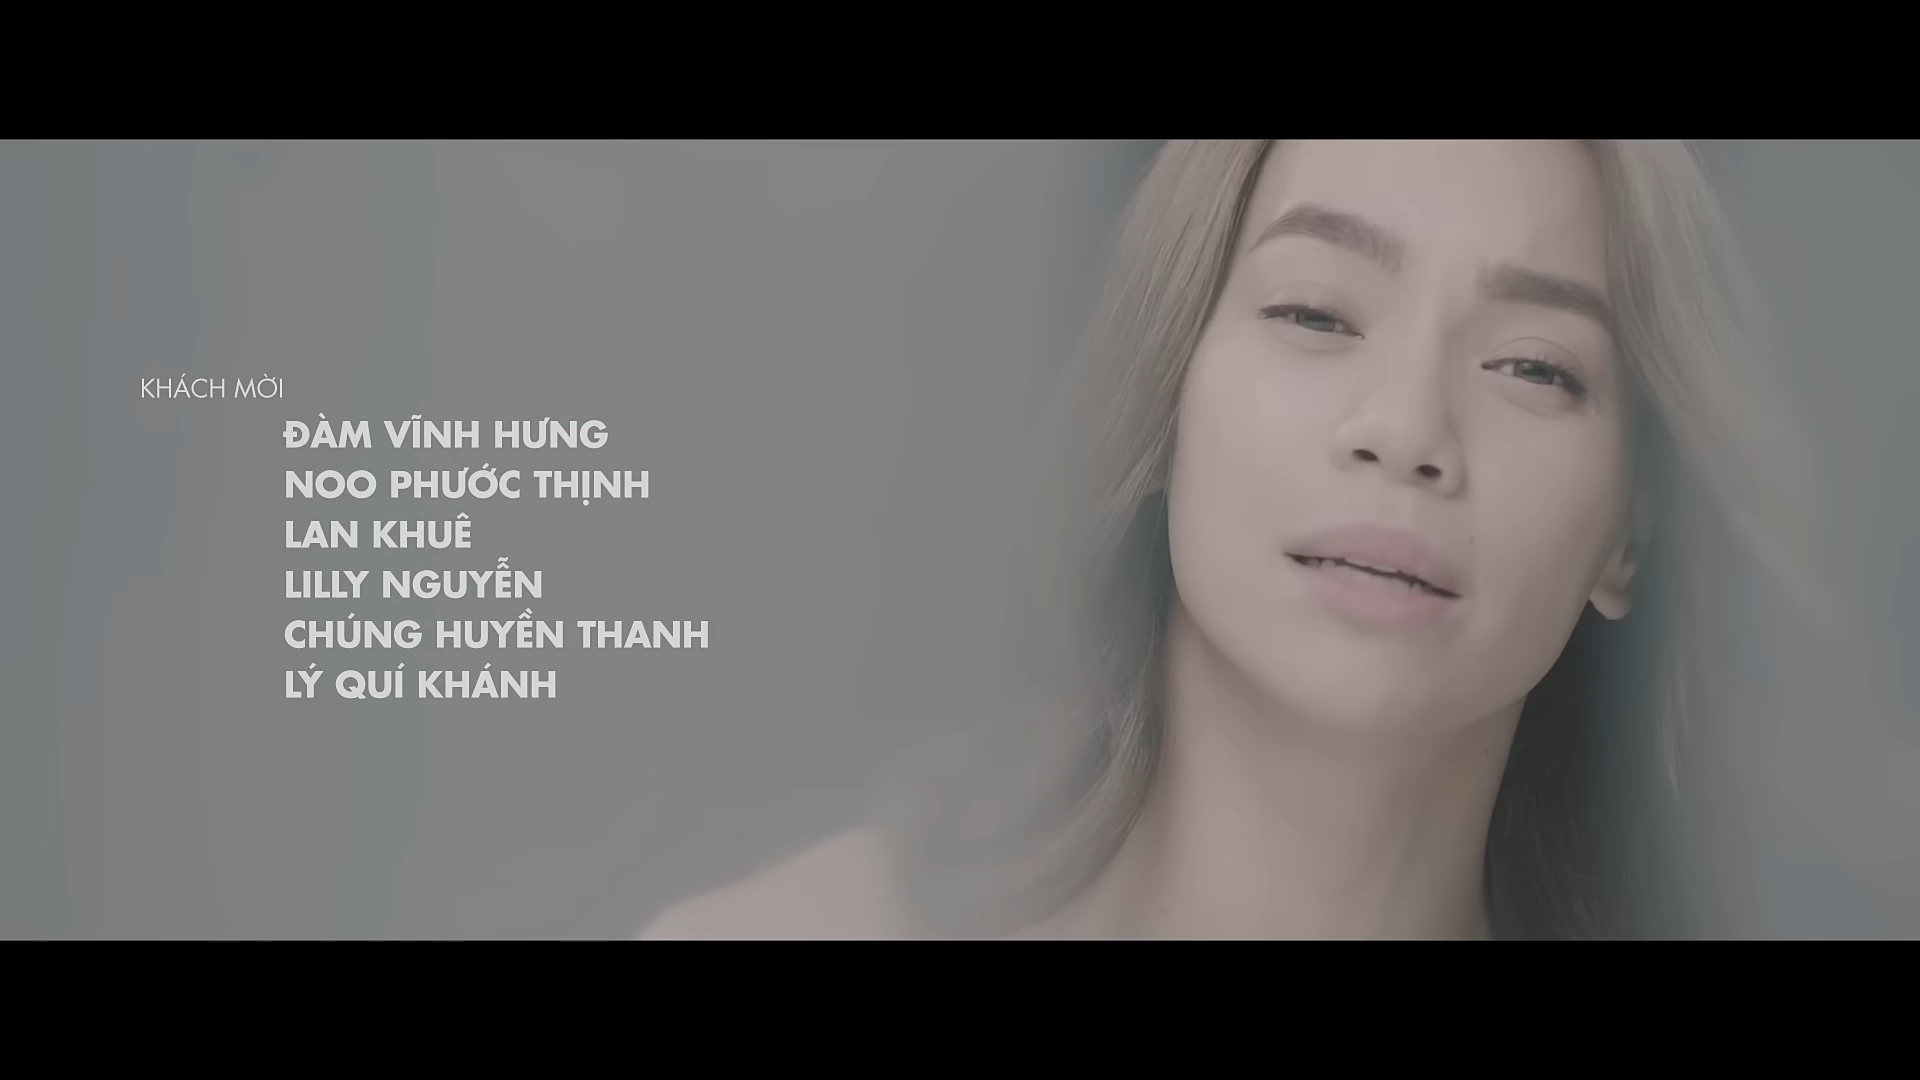 KHÁCH MỜI
ĐÀM VĨNH HƯNG
NOO PHƯỚC THỊNH
LAN KHUÊ
LILLY NGUYỄN
CHÚNG HUYỀN THANH
LÝ QUÍ KHÁNH